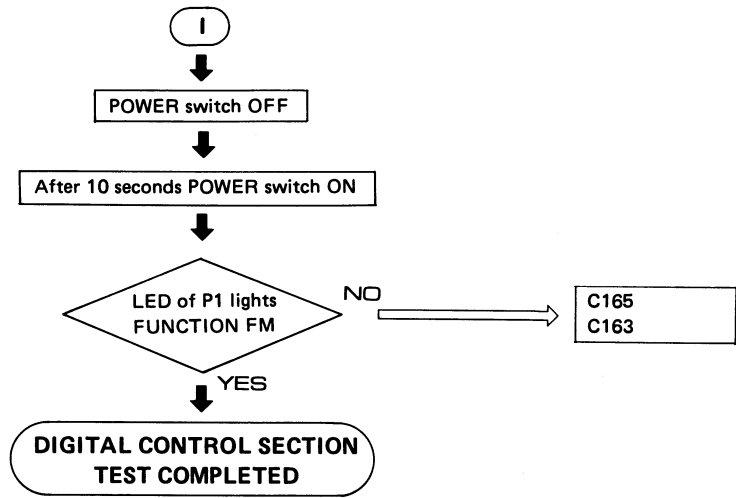 I
POWER switch OFF
After 10 seconds POWER switch ON
LED of P1 lights
FUNCTION FM
NO
C165
C163
YES
DIGITAL CONTROL SECTION
TEST COMPLETED